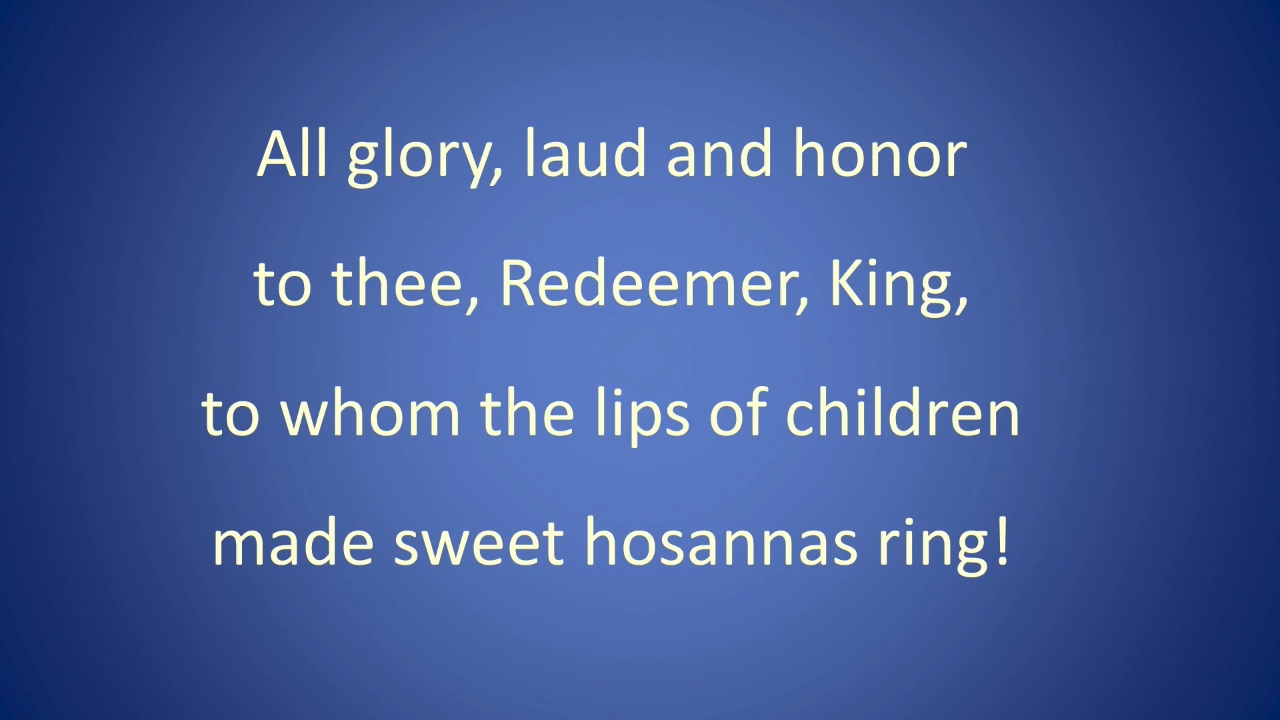 All glory, laud and honor
to thee, Redeemer, King,
to whom the lips of children
made sweet hosannas ring!